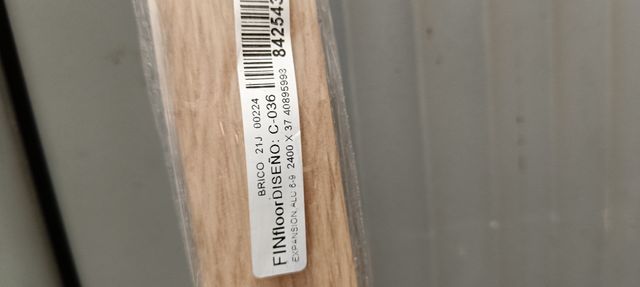 842543
BRICO 21J 00224
FINfloorDISEÑO: C-036
EXPANSION ALU 6-9 2400 X 37 40895993